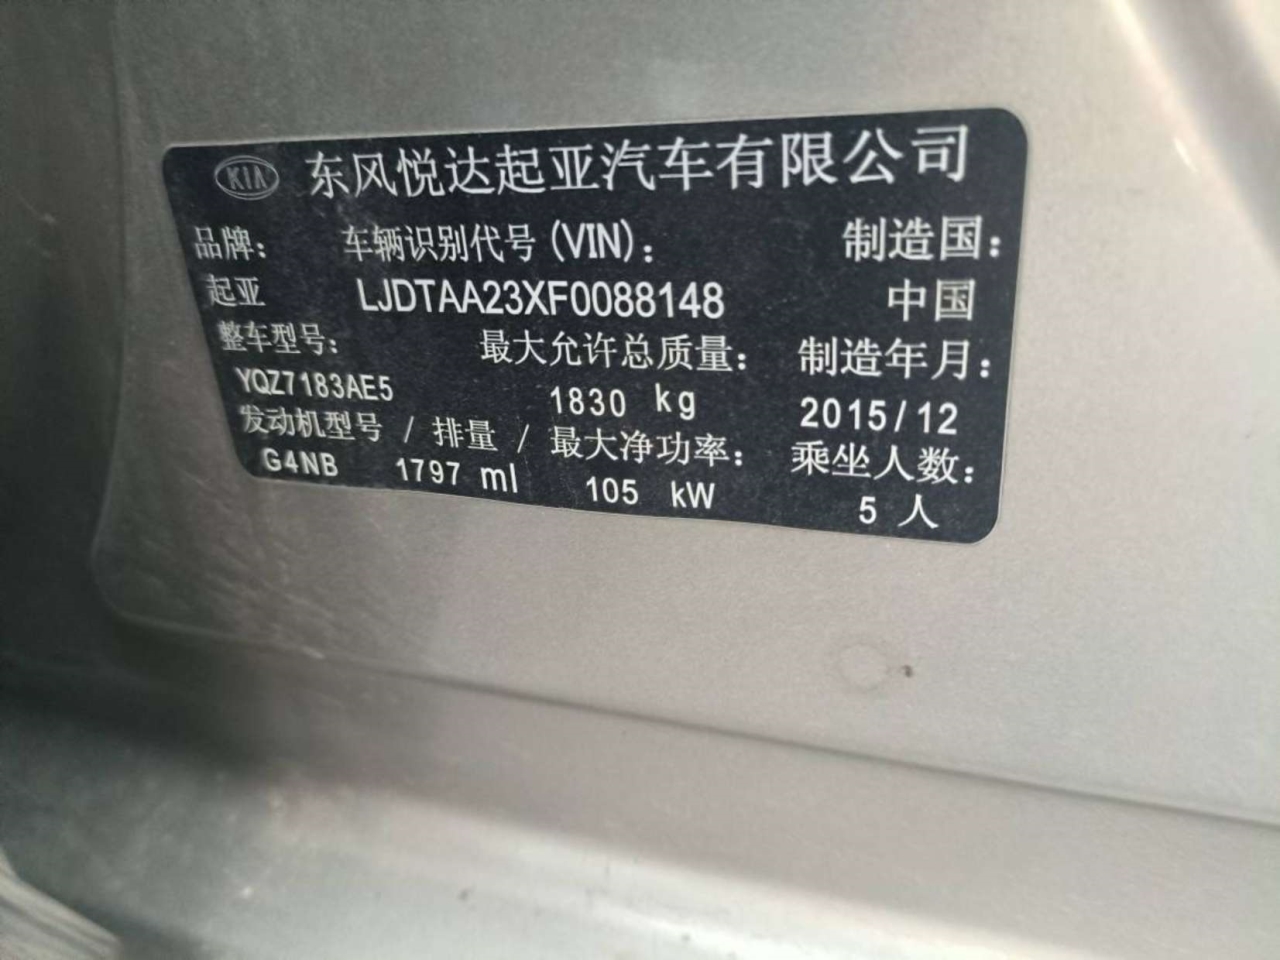 KIA 东风悦达起亚汽车有限公司
品牌: 车辆识别代号(VIN): 制造国:
起亚 LJDTAA23XF0088148 中国
整车型号: 最大允许总质量: 制造年月:
YQZ7183AE5 1830 kg 2015/12
发动机型号 / 排量 / 最大净功率: 乘坐人数:
G4NB 1797 ml 105 kW 5 人